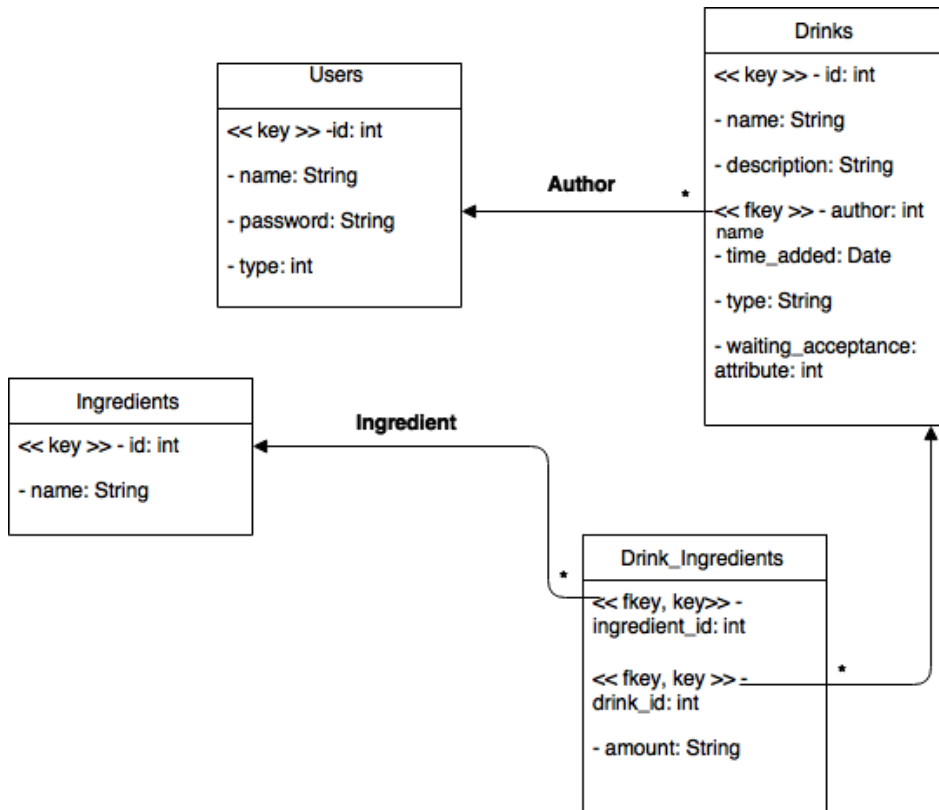 Users
<< key >> -id: int
- name: String
- password: String
- type: int
Author
*
Drinks
<< key >> - id: int
- name: String
- description: String
<< fkey >> - author: int
name
- time_added: Date
- type: String
- waiting_acceptance:
attribute: int
Ingredients
<< key >> - id: int
- name: String
Ingredient
*
Drink_Ingredients
<< fkey, key>> -
ingredient_id: int
<< fkey, key >> -
drink_id: int
- amount: String
*